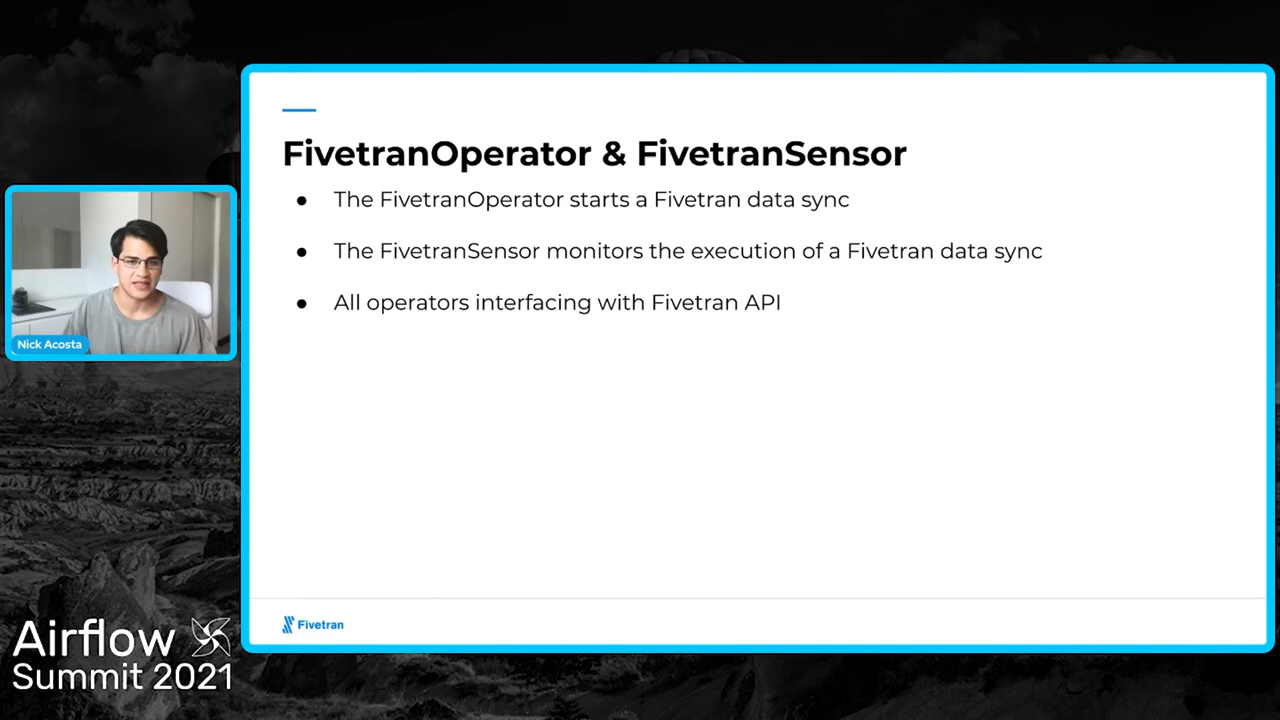 FivetranOperator & FivetranSensor
● The FivetranOperator starts a Fivetran data sync
● The FivetranSensor monitors the execution of a Fivetran data sync
● All operators interfacing with Fivetran API
Nick Acosta
Fivetran
Airflow
Summit 2021